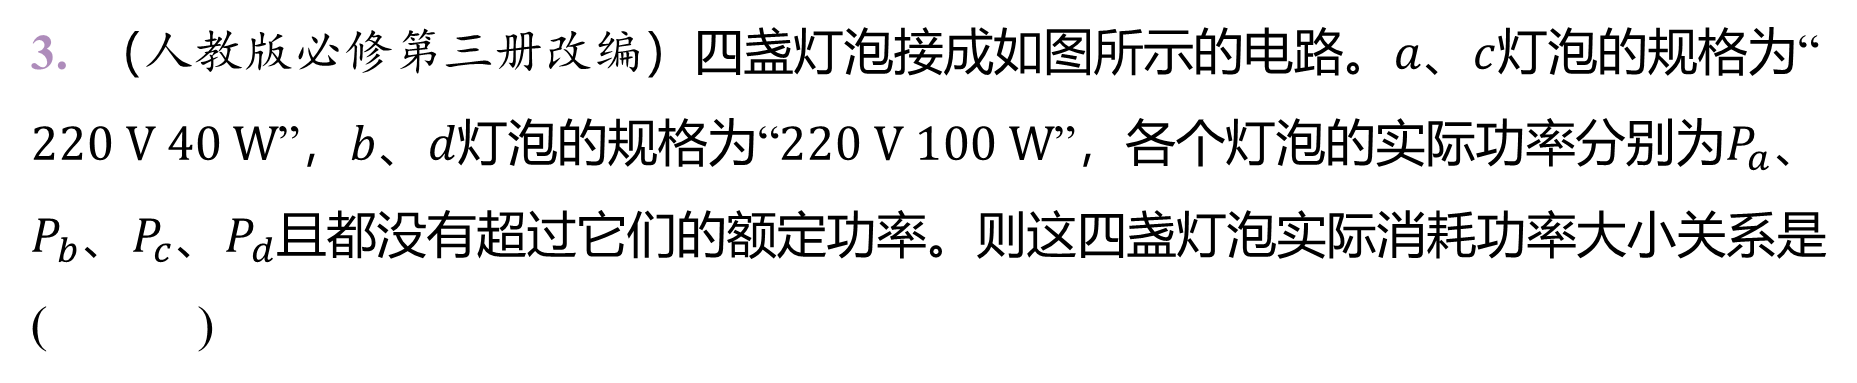 3. （人教版必修第三册改编）四盏灯泡接成如图所示的电路。a、c灯泡的规格为“
220 V 40 W”，b、d灯泡的规格为“220 V 100 W”，各个灯泡的实际功率分别为Pₐ、
P_b、P_c、P_d且都没有超过它们的额定功率。则这四盏灯泡实际消耗功率大小关系是
(　　)